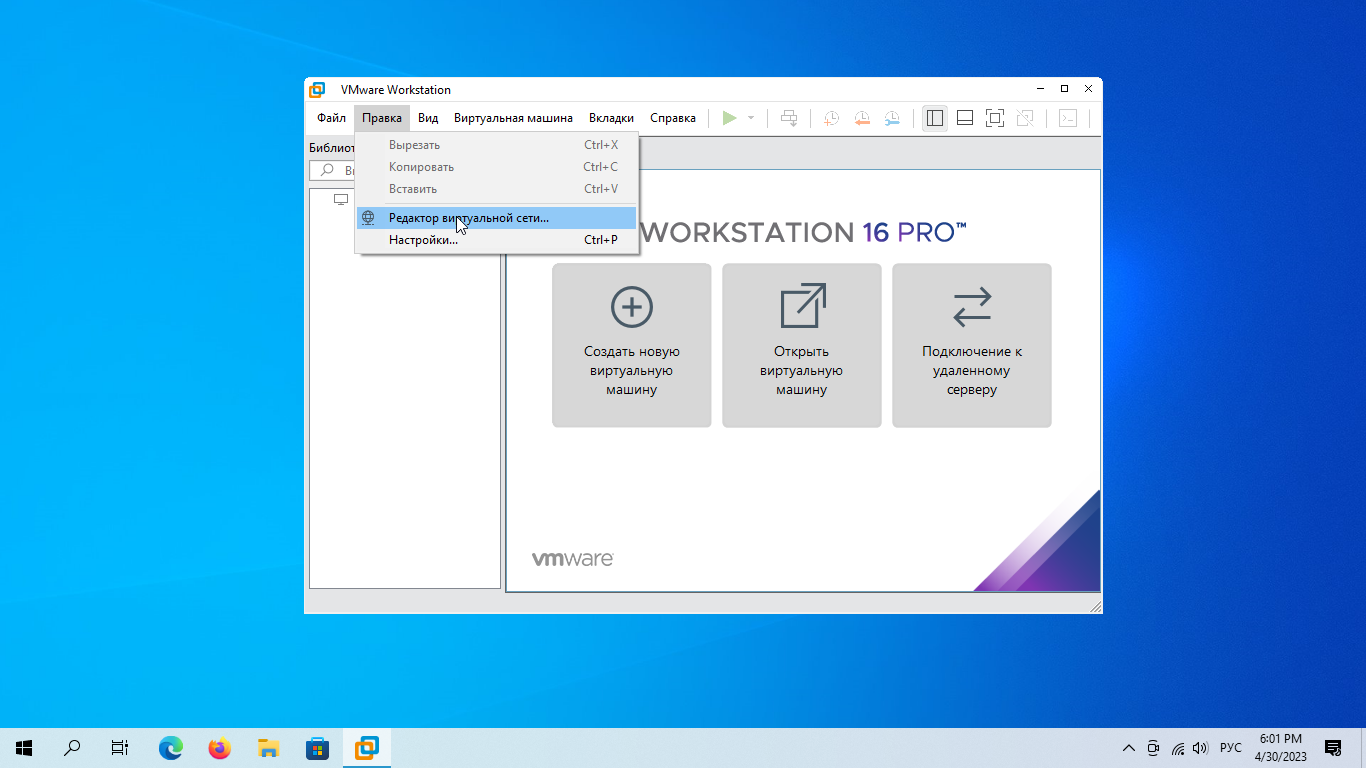 VMware Workstation
Файл Правка Вид Виртуальная машина Вкладки Справка
Библиот
Вырезать Ctrl+X
Копировать Ctrl+C
Вставить Ctrl+V
Редактор виртуальной сети...
Настройки... Ctrl+P
WORKSTATION 16 PRO™
Создать новую
виртуальную
машину
Открыть
виртуальную
машину
Подключение к
удаленному
серверу
vmware
РУС
6:01 PM
4/30/2023